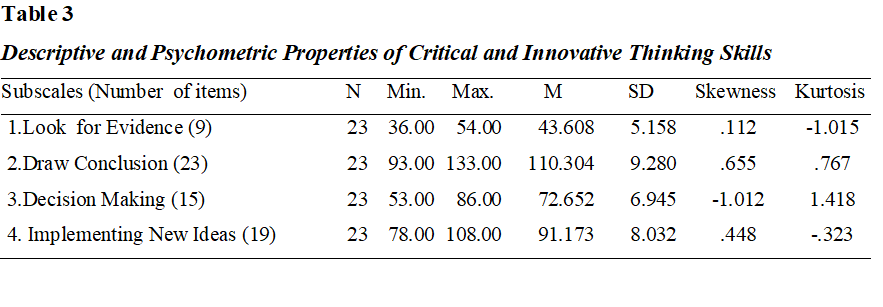 Table 3
Descriptive and Psychometric Properties of Critical and Innovative Thinking Skills
Subscales (Number of items) N Min. Max. M SD Skewness Kurtosis
1.Look for Evidence (9) 23 36.00 54.00 43.608 5.158 .112 -1.015
2.Draw Conclusion (23) 23 93.00 133.00 110.304 9.280 .655 .767
3.Decision Making (15) 23 53.00 86.00 72.652 6.945 -1.012 1.418
4. Implementing New Ideas (19) 23 78.00 108.00 91.173 8.032 .448 -.323